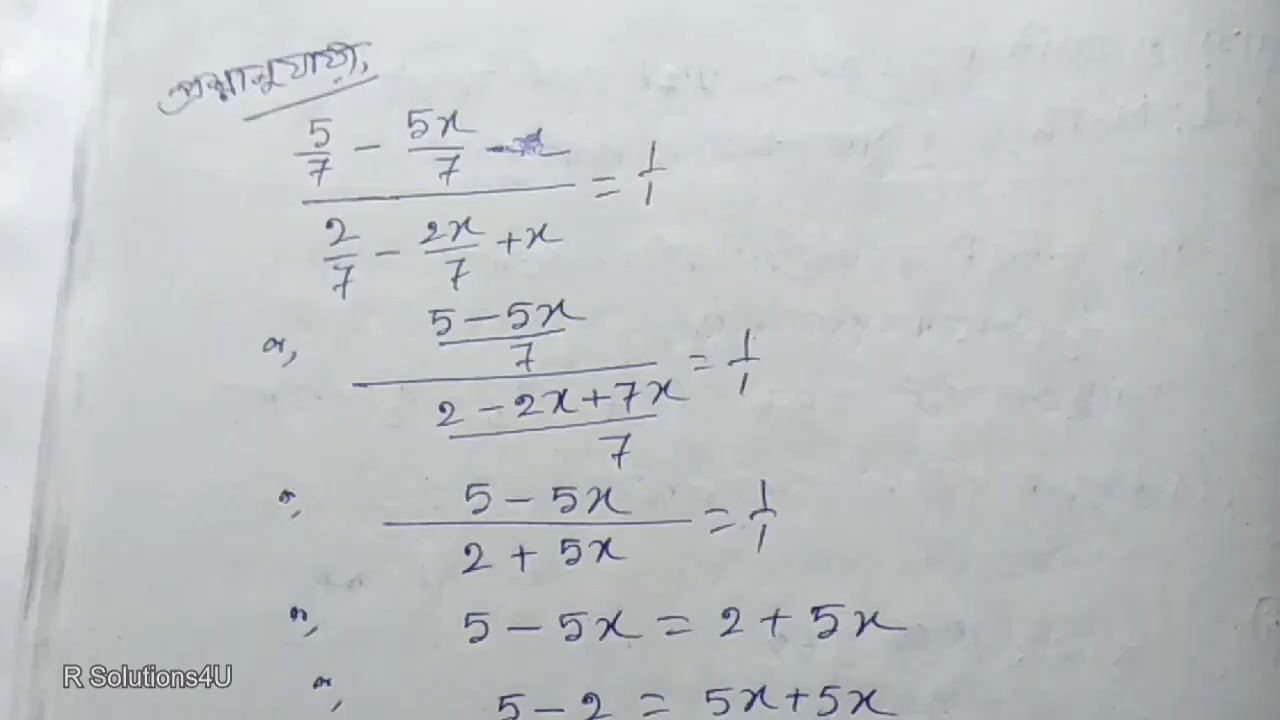 প্রশ্নানুযায়ী,
5/7 - 5x/7
2/7 - 2x/7 + x = 1/1
বা, (5 - 5x)/7
(2 - 2x + 7x)/7 = 1/1
বা, (5 - 5x)/(2 + 5x) = 1/1
বা, 5 - 5x = 2 + 5x
বা, 5 - 2 = 5x + 5x
R Solutions4U